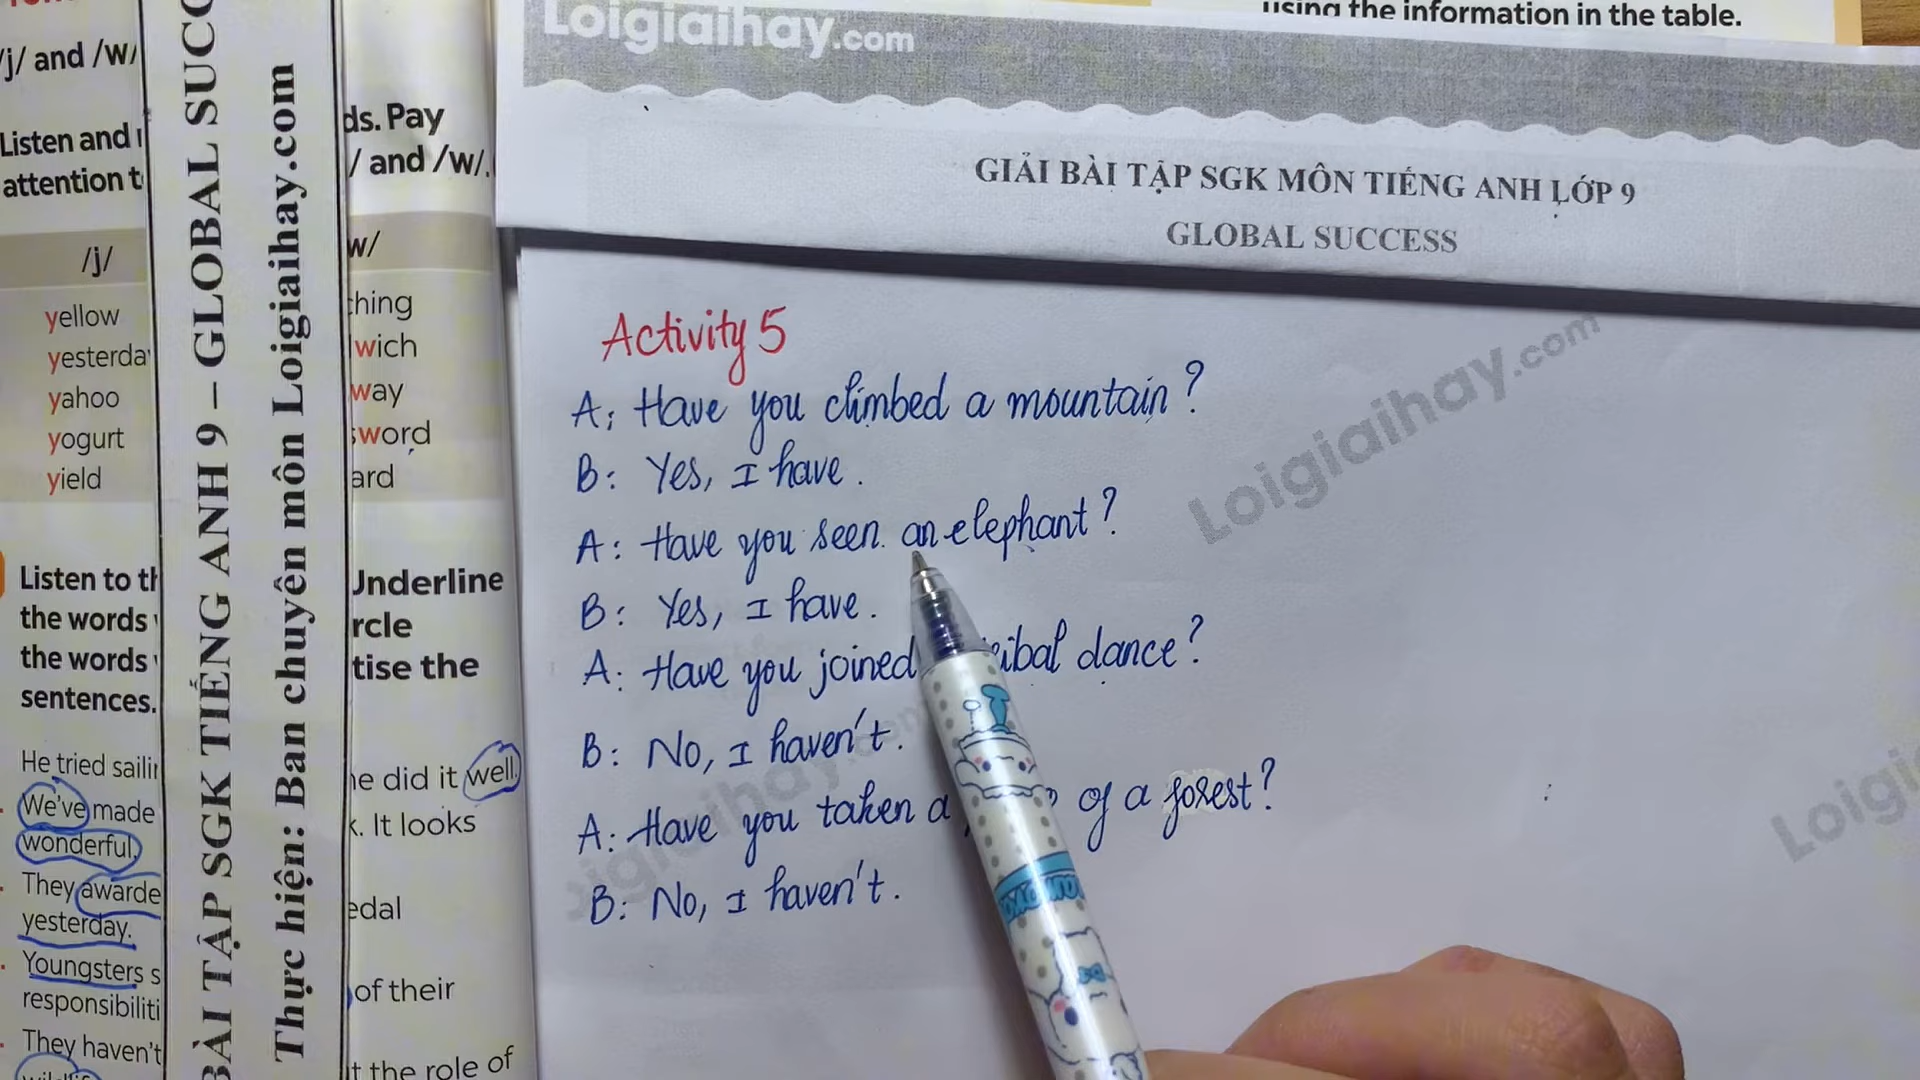 /j/ and /w/
Listen and
attention t
/j/
yellow
yesterda
yahoo
yogurt
yield
Listen to th
the words
the words
sentences.
He tried sailin
We've made
wonderful,
They awarde
yesterday.
Youngsters s
responsibiliti
They haven't
BÀI TẬP SGK TIẾNG ANH 9 – GLOBAL SUCC
Thực hiện: Ban chuyên môn Loigiaihay.com
ds. Pay
/ and /w/.
w/
thing
wich
way
sword
ard
Underline
rcle
tise the
he did it well.
k. It looks
edal
of their
t the role of
using the information in the table.
Loigiaihay.com
GIẢI BÀI TẬP SGK MÔN TIẾNG ANH LỚP 9
GLOBAL SUCCESS
Activity 5
A: Have you climbed a mountain?
B: Yes, I have.
A: Have you seen an elephant?
B: Yes, I have.
A: Have you joined ribal dance?
B: No, I haven't.
A: Have you taken a of a forest?
B: No, I haven't.
Loigiaihay.com